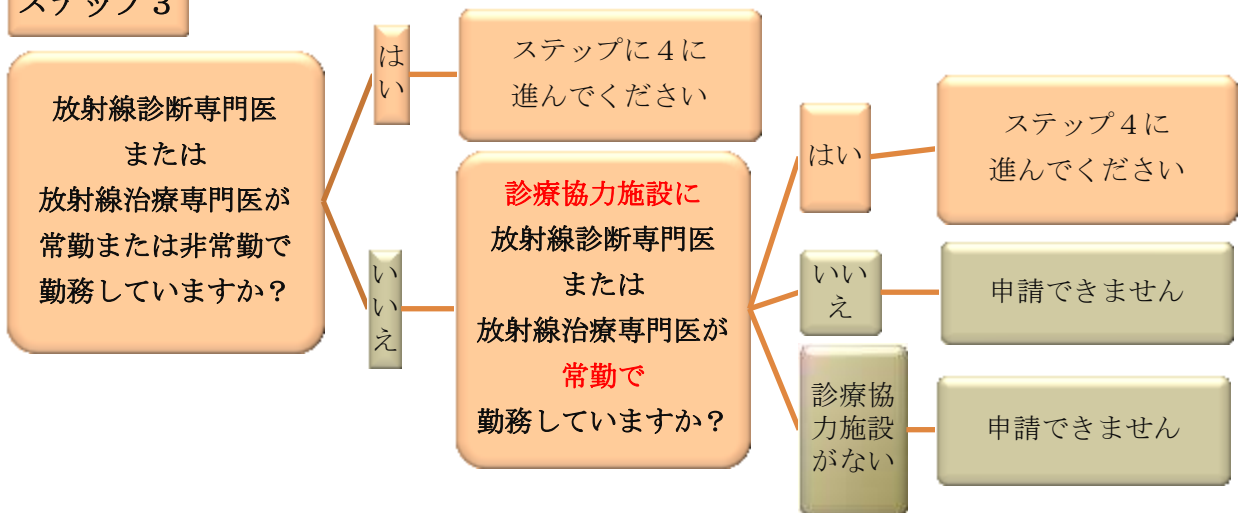 ステップ３
放射線診断専門医
または
放射線治療専門医が
常勤または非常勤で
勤務していますか？
はい
ステップに４に
進んでください
いいえ
診療協力施設に
放射線診断専門医
または
放射線治療専門医が
常勤で
勤務していますか？
はい
ステップ４に
進んでください
いい
え
申請できません
診療協
力施設
がない
申請できません